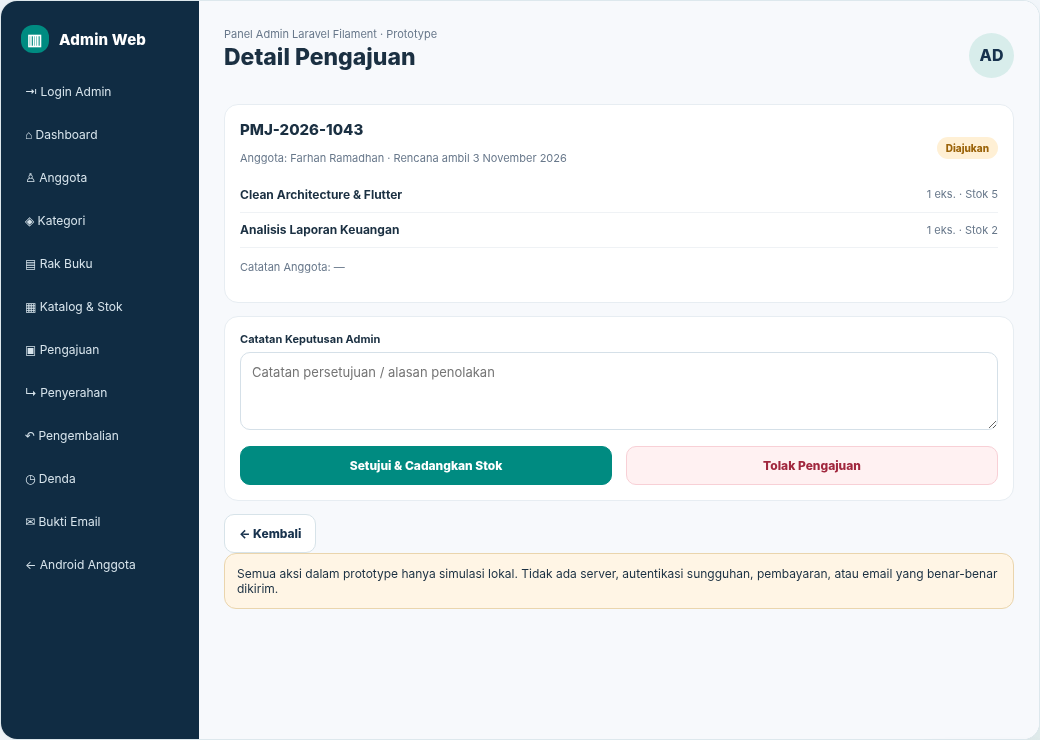 Admin Web
⇥ Login Admin
⌂ Dashboard
♙ Anggota
◈ Kategori
▤ Rak Buku
▦ Katalog & Stok
▣ Pengajuan
↳ Penyerahan
↶ Pengembalian
◷ Denda
✉ Bukti Email
← Android Anggota
Panel Admin Laravel Filament · Prototype
Detail Pengajuan
AD
PMJ-2026-1043
Anggota: Farhan Ramadhan · Rencana ambil 3 November 2026
Diajukan
Clean Architecture & Flutter
1 eks. · Stok 5
Analisis Laporan Keuangan
1 eks. · Stok 2
Catatan Anggota: —
Catatan Keputusan Admin
Catatan persetujuan / alasan penolakan
Setujui & Cadangkan Stok
Tolak Pengajuan
← Kembali
Semua aksi dalam prototype hanya simulasi lokal. Tidak ada server, autentikasi sungguhan, pembayaran, atau email yang benar-benar
dikirim.